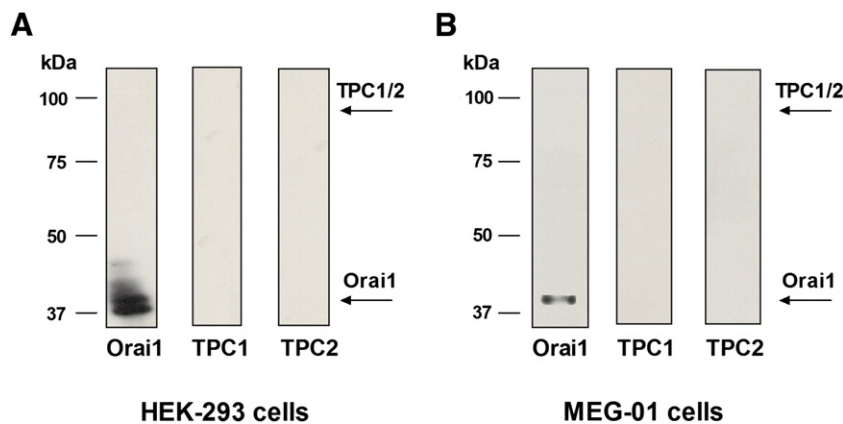 A
kDa
100
75
50
37
TPC1/2
Orai1
Orai1 TPC1 TPC2
HEK-293 cells
B
100
75
50
37
TPC1/2
Orai1
Orai1 TPC1 TPC2
MEG-01 cells
kDa